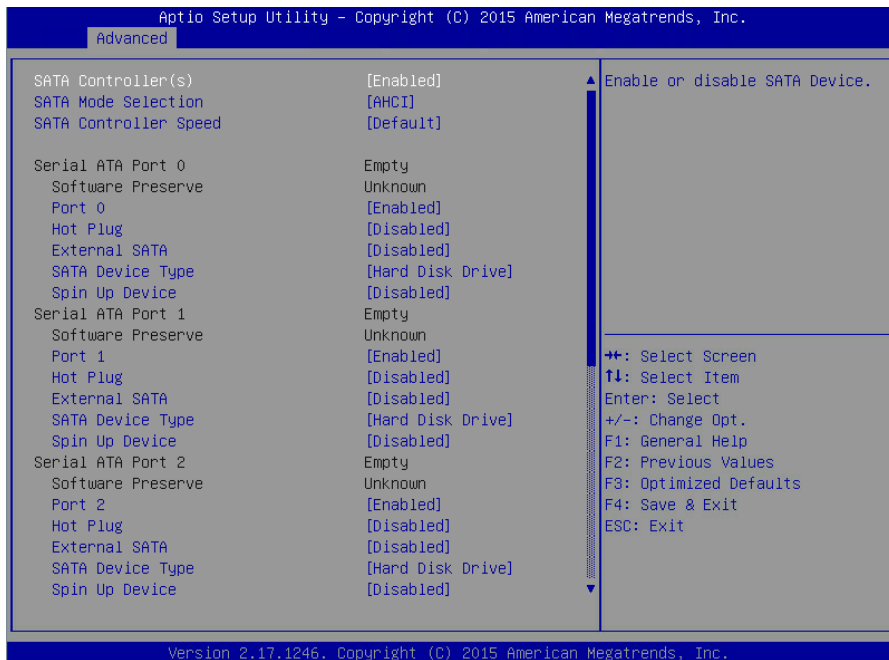 Aptio Setup Utility – Copyright (C) 2015 American Megatrends, Inc.
Advanced
SATA Controller(s) [Enabled]
SATA Mode Selection [AHCI]
SATA Controller Speed [Default]
Serial ATA Port 0 Empty
Software Preserve Unknown
Port 0 [Enabled]
Hot Plug [Disabled]
External SATA [Disabled]
SATA Device Type [Hard Disk Drive]
Spin Up Device [Disabled]
Serial ATA Port 1 Empty
Software Preserve Unknown
Port 1 [Enabled]
Hot Plug [Disabled]
External SATA [Disabled]
SATA Device Type [Hard Disk Drive]
Spin Up Device [Disabled]
Serial ATA Port 2 Empty
Software Preserve Unknown
Port 2 [Enabled]
Hot Plug [Disabled]
External SATA [Disabled]
SATA Device Type [Hard Disk Drive]
Spin Up Device [Disabled]
Enable or disable SATA Device.
→←: Select Screen
↑↓: Select Item
Enter: Select
+/-: Change Opt.
F1: General Help
F2: Previous Values
F3: Optimized Defaults
F4: Save & Exit
ESC: Exit
Version 2.17.1246. Copyright (C) 2015 American Megatrends, Inc.